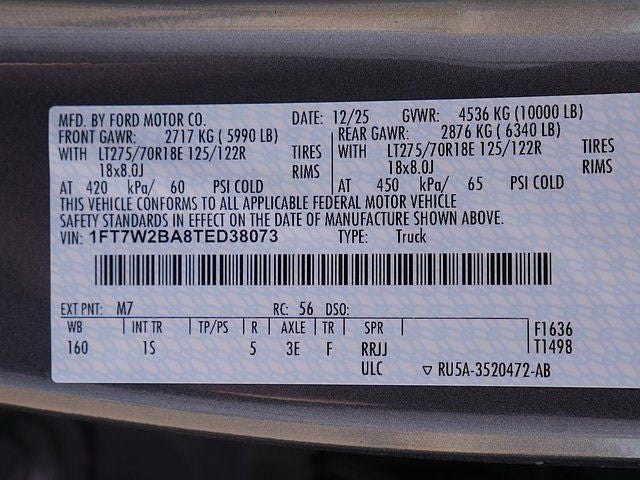 MFD. BY FORD MOTOR CO. DATE: 12/25 GVWR: 4536 KG (10000 LB)
FRONT GAWR: 2717 KG ( 5990 LB) REAR GAWR: 2876 KG ( 6340 LB)
WITH LT275/70R18E 125/122R TIRES WITH LT275/70R18E 125/122R TIRES
18x8.0J RIMS 18x8.0J RIMS
AT 420 kPa/ 60 PSI COLD AT 450 kPa/ 65 PSI COLD
THIS VEHICLE CONFORMS TO ALL APPLICABLE FEDERAL MOTOR VEHICLE
SAFETY STANDARDS IN EFFECT ON THE DATE OF MANUFACTURE SHOWN ABOVE.
VIN: 1FT7W2BA8TED38073 TYPE: Truck
EXT PNT: M7 RC: 56 DSO:
WB INT TR TP/PS R AXLE TR SPR F1636
160 1S 5 3E F RRJJ T1498
ULC ▽ RU5A-3520472-AB